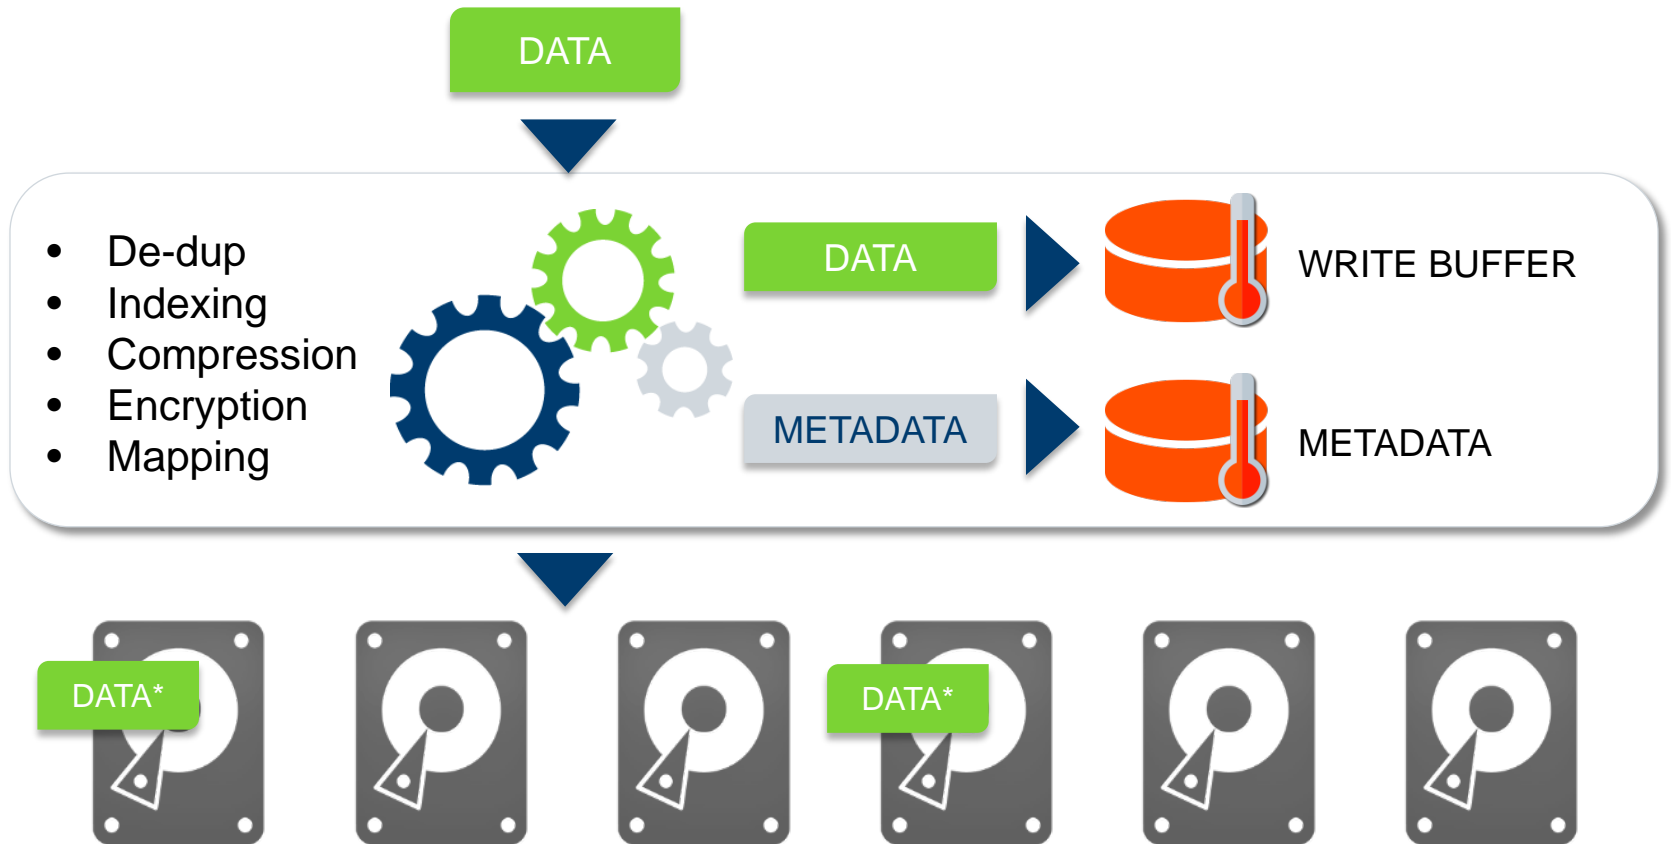 DATA
• De-dup
• Indexing
• Compression
• Encryption
• Mapping
DATA
WRITE BUFFER
METADATA
METADATA
DATA*
DATA*